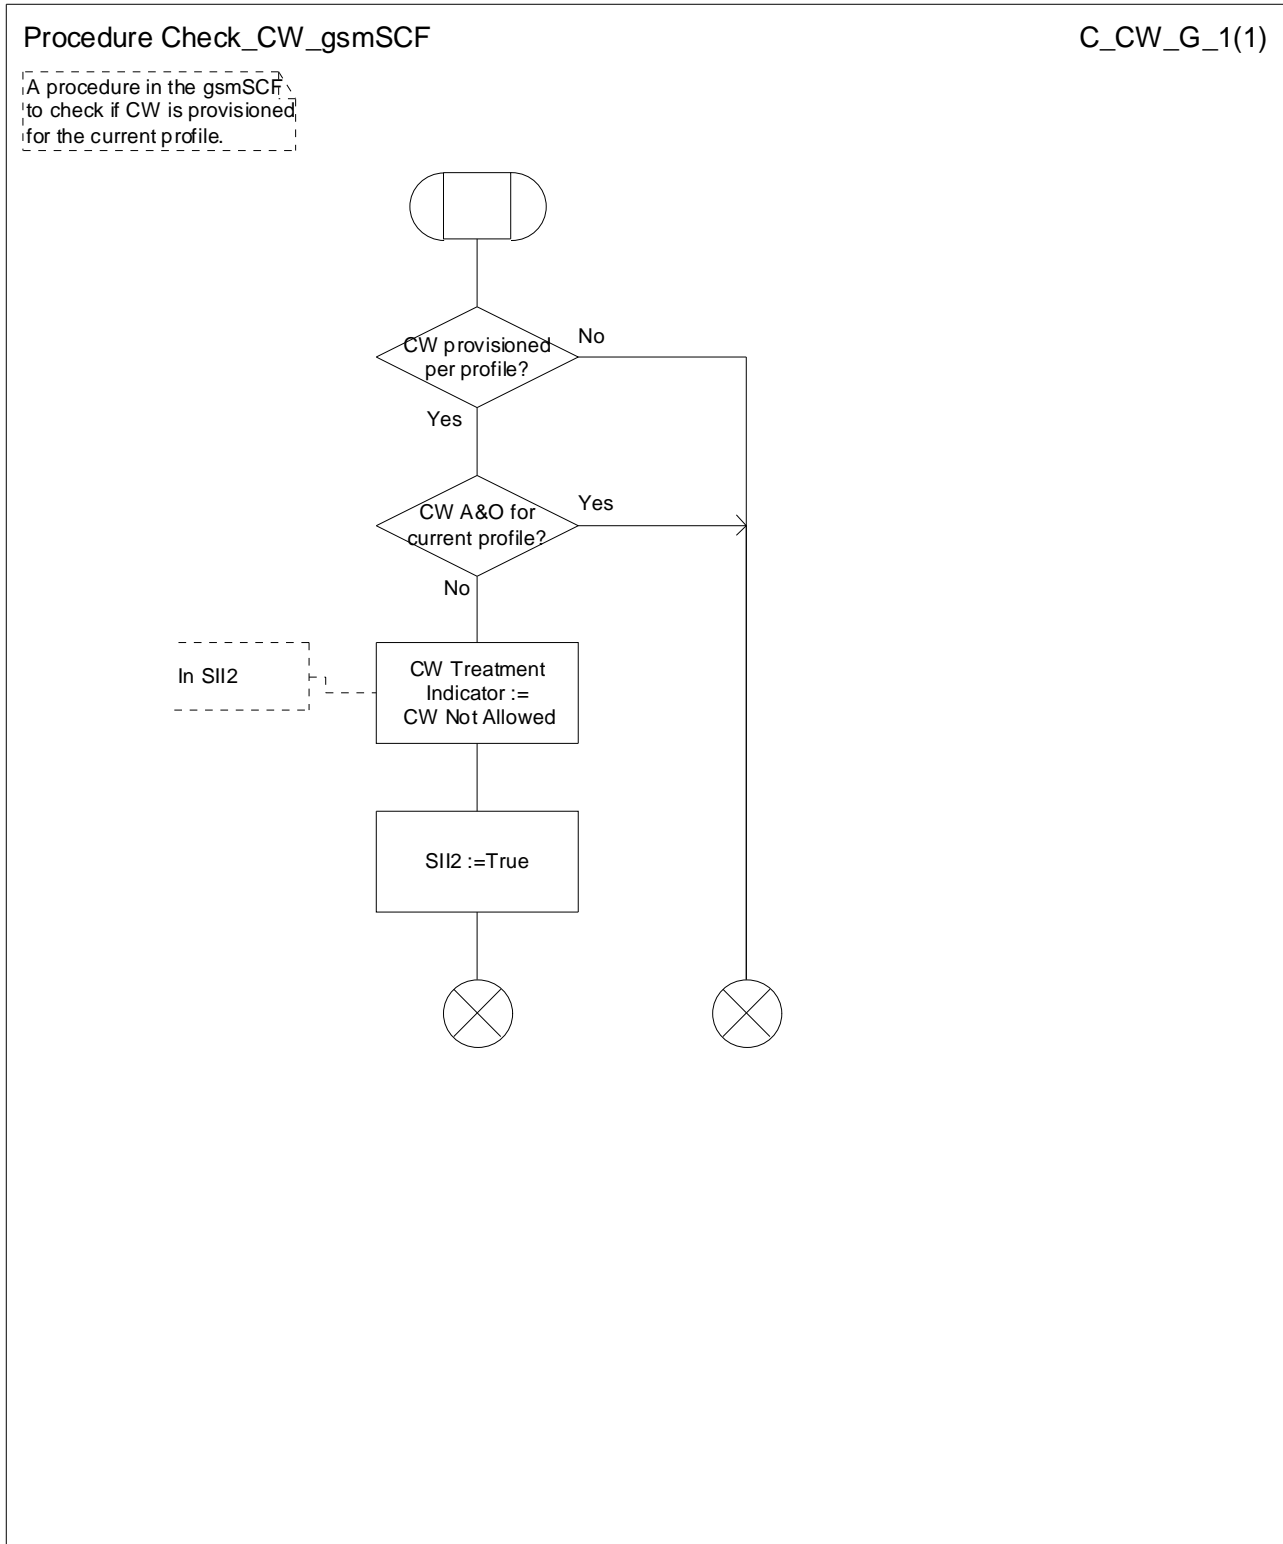 Procedure Check_CW_gsmSCF
C_CW_G_1(1)
A procedure in the gsmSCF
to check if CW is provisioned
for the current profile.
CW provisioned
per profile?
No
Yes
CW A&O for
current profile?
Yes
No
In SII2
CW Treatment
Indicator :=
CW Not Allowed
SII2 :=True